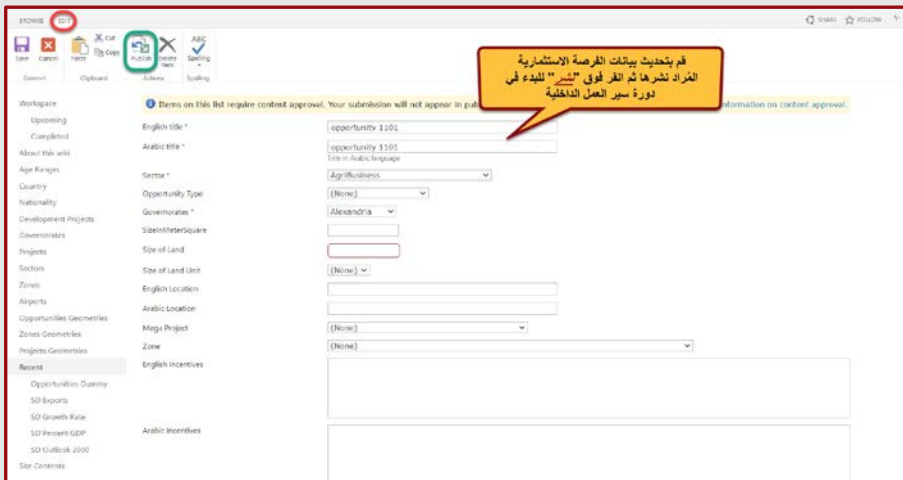 BROWSE EDIT
SHARE FOLLOW
Save Cancel Paste Cut Copy Publish Delete Item ABC Spelling
Commit Clipboard Actions Spelling
قم بتحديث بيانات الفرصة الاستثمارية
المُراد نشرها ثم انقر فوق "نشر" للبدء في
دورة سير العمل الداخلية
Items on this list require content approval. Your submission will not appear in pub
nformation on content approval.
Workspace
Upcoming
Completed
About this wiki
Age Ranges
Country
Nationality
Development Projects
Governorates
Projects
Sectors
Zones
Airports
Opportunities Geometries
Zones Geometries
Projects Geometries
Recent
Opportunities Dummy
SD Exports
SD Growth Rate
SD Percent GDP
SD Outlook 2030
Site Contents
English title * opportunity 1101
Arabic title * opportunity 1101
Title in Arabic language
Sector * AgriBusiness
Opportunity Type (None)
Governorates * Alexandria
SizeInMeterSquare
Size of Land
Size of Land Unit (None)
English Location
Arabic Location
Mega Project (None)
Zone (None)
English Incentives
Arabic Incentives